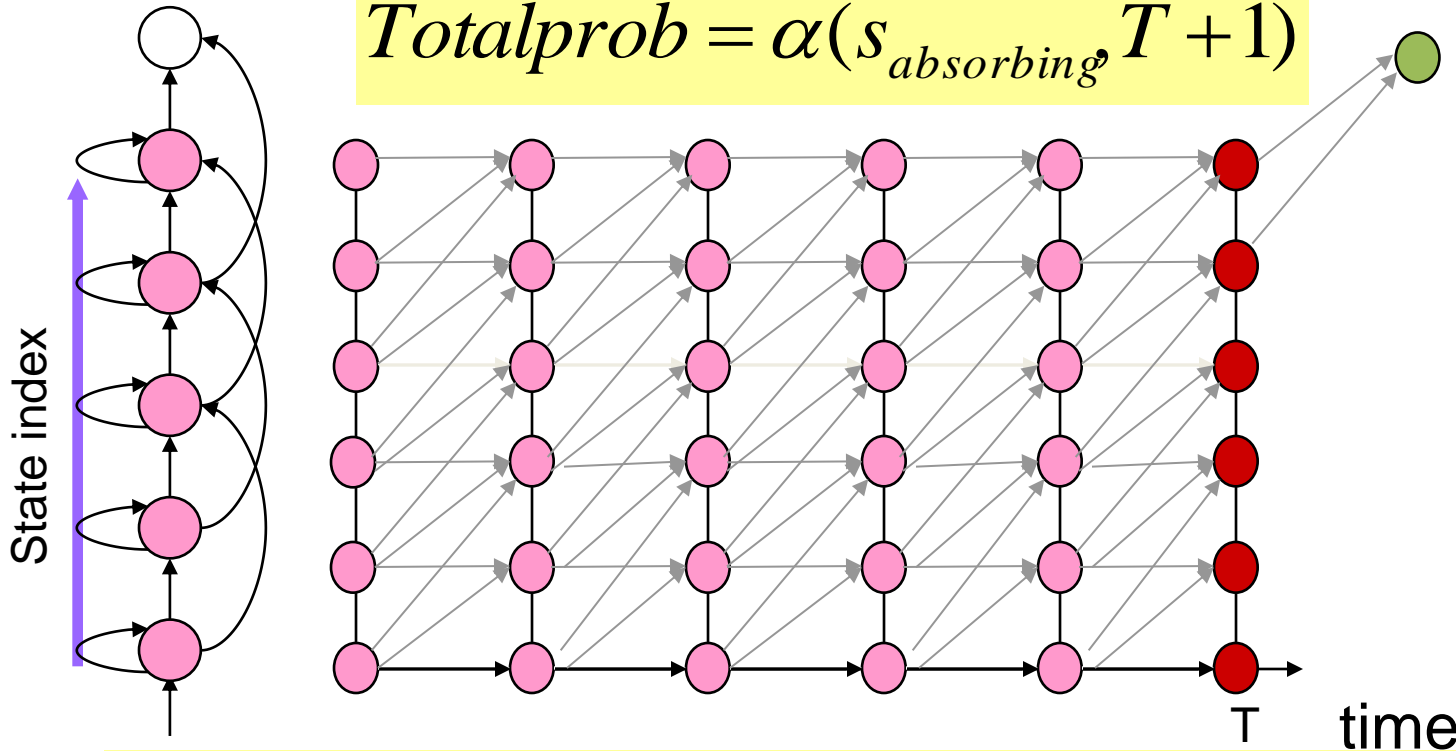 Totalprob = α(s_absorbing, T + 1)
State index
T
time